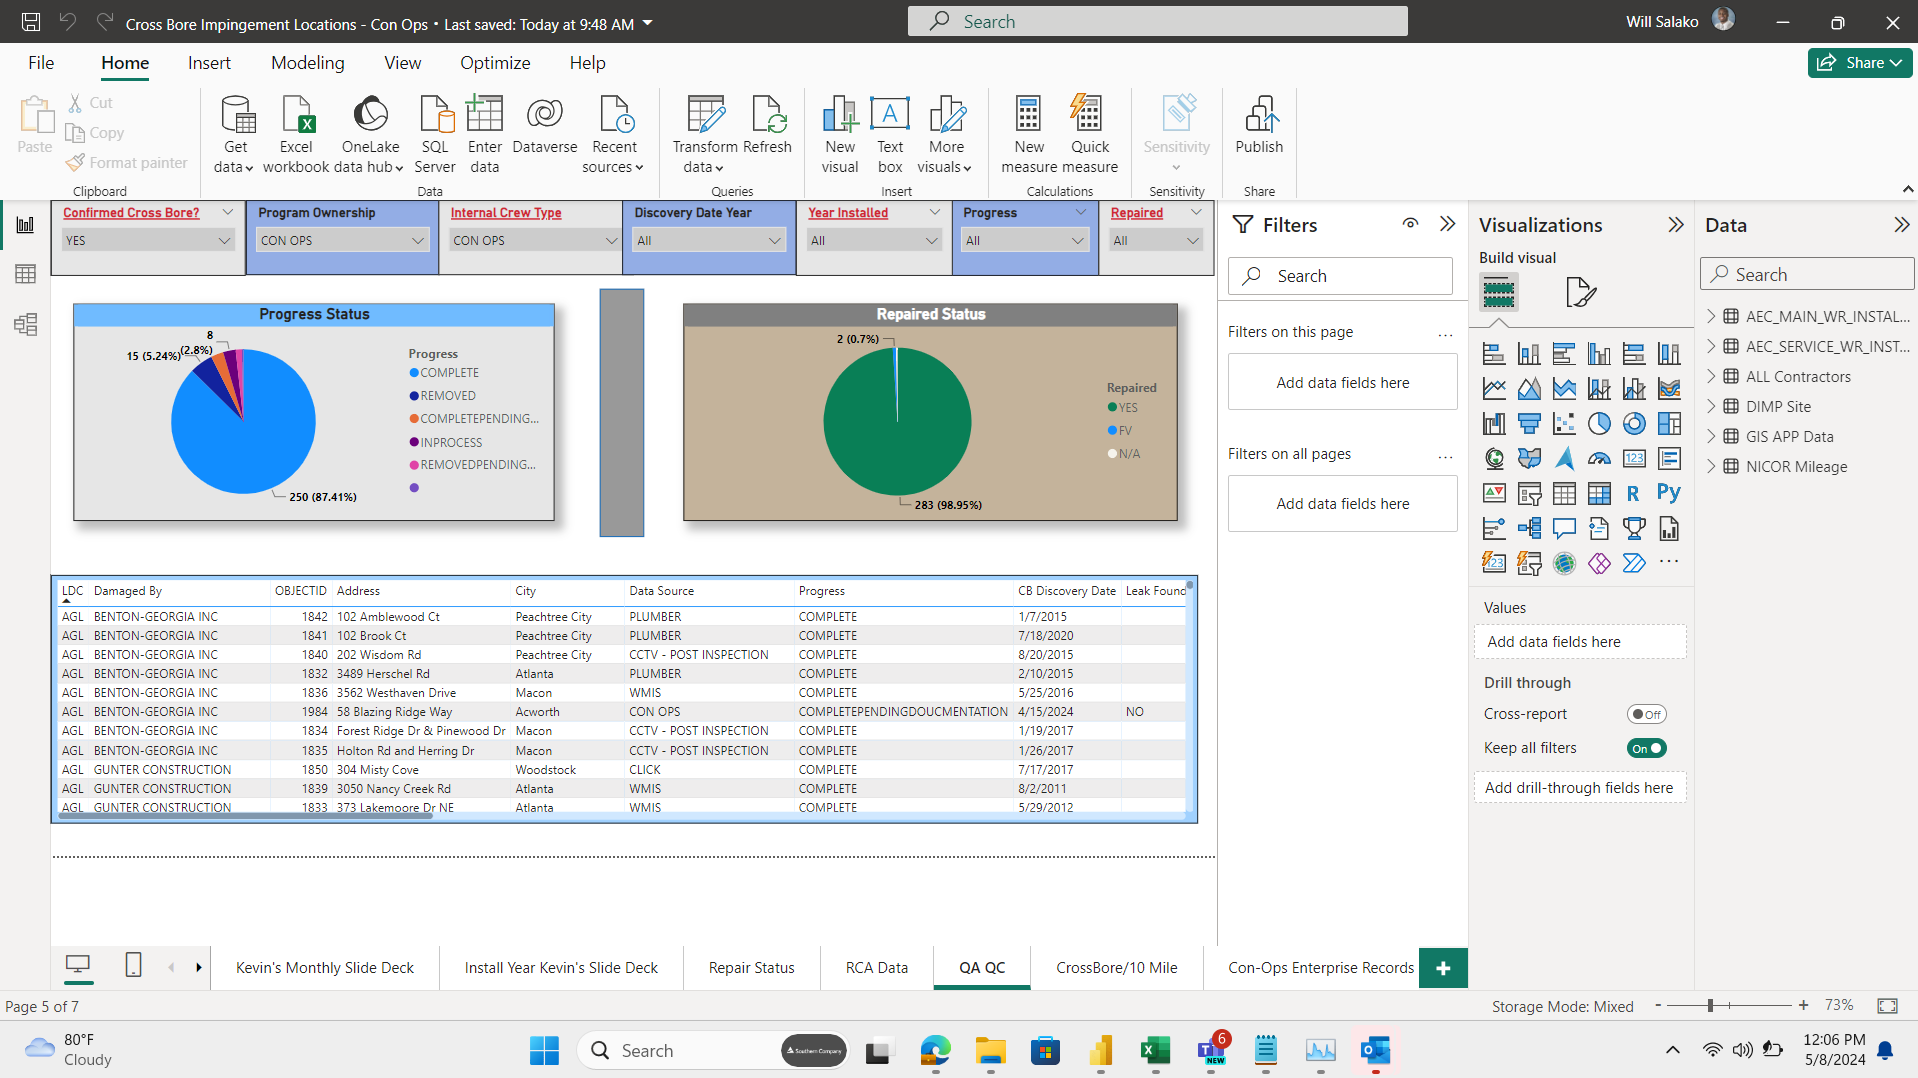 Cross Bore Impingement Locations - Con Ops • Last saved: Today at 9:48 AM
Search
Will Salako
File Home Insert Modeling View Optimize Help
Share
Paste
Cut
Copy
Format painter
Clipboard
Get data
Excel workbook
OneLake data hub
SQL Server
Enter data
Dataverse
Recent sources
Data
Transform data
Refresh
Queries
New visual
Text box
More visuals
Insert
New measure
Quick measure
Calculations
Sensitivity
Sensitivity
Publish
Share
Confirmed Cross Bore?
YES
Program Ownership
CON OPS
Internal Crew Type
CON OPS
Discovery Date Year
All
Year Installed
All
Progress
All
Repaired
All
Progress Status
8
(2.8%)
15 (5.24%)
250 (87.41%)
Progress
COMPLETE
REMOVED
COMPLETEPENDING...
INPROCESS
REMOVEDPENDING...
Repaired Status
2 (0.7%)
283 (98.95%)
Repaired
YES
FV
N/A
LDC Damaged By OBJECTID Address City Data Source Progress CB Discovery Date Leak Found
AGL BENTON-GEORGIA INC 1842 102 Amblewood Ct Peachtree City PLUMBER COMPLETE 1/7/2015
AGL BENTON-GEORGIA INC 1841 102 Brook Ct Peachtree City PLUMBER COMPLETE 7/18/2020
AGL BENTON-GEORGIA INC 1840 202 Wisdom Rd Peachtree City CCTV - POST INSPECTION COMPLETE 8/20/2015
AGL BENTON-GEORGIA INC 1832 3489 Herschel Rd Atlanta PLUMBER COMPLETE 2/10/2015
AGL BENTON-GEORGIA INC 1836 3562 Westhaven Drive Macon WMIS COMPLETE 5/25/2016
AGL BENTON-GEORGIA INC 1984 58 Blazing Ridge Way Acworth CON OPS COMPLETEPENDINGDOUCMENTATION 4/15/2024 NO
AGL BENTON-GEORGIA INC 1834 Forest Ridge Dr & Pinewood Dr Macon CCTV - POST INSPECTION COMPLETE 1/19/2017
AGL BENTON-GEORGIA INC 1835 Holton Rd and Herring Dr Macon CCTV - POST INSPECTION COMPLETE 1/26/2017
AGL GUNTER CONSTRUCTION 1850 304 Misty Cove Woodstock CLICK COMPLETE 7/17/2017
AGL GUNTER CONSTRUCTION 1839 3050 Nancy Creek Rd Atlanta WMIS COMPLETE 8/2/2011
AGL GUNTER CONSTRUCTION 1833 373 Lakemoore Dr NE Atlanta WMIS COMPLETE 5/29/2012
Filters
Search
Filters on this page ...
Add data fields here
Filters on all pages ...
Add data fields here
Visualizations
Build visual
123
R
Py
123
...
Values
Add data fields here
Drill through
Cross-report Off
Keep all filters On
Add drill-through fields here
Data
Search
AEC_MAIN_WR_INSTAL...
AEC_SERVICE_WR_INST...
ALL Contractors
DIMP Site
GIS APP Data
NICOR Mileage
Kevin's Monthly Slide Deck
Install Year Kevin's Slide Deck
Repair Status
RCA Data
QA QC
CrossBore/10 Mile
Con-Ops Enterprise Records
+
Page 5 of 7
Storage Mode: Mixed - + 73%
80°F
Cloudy
Search
Southern Company
6
NEW
12:06 PM
5/8/2024